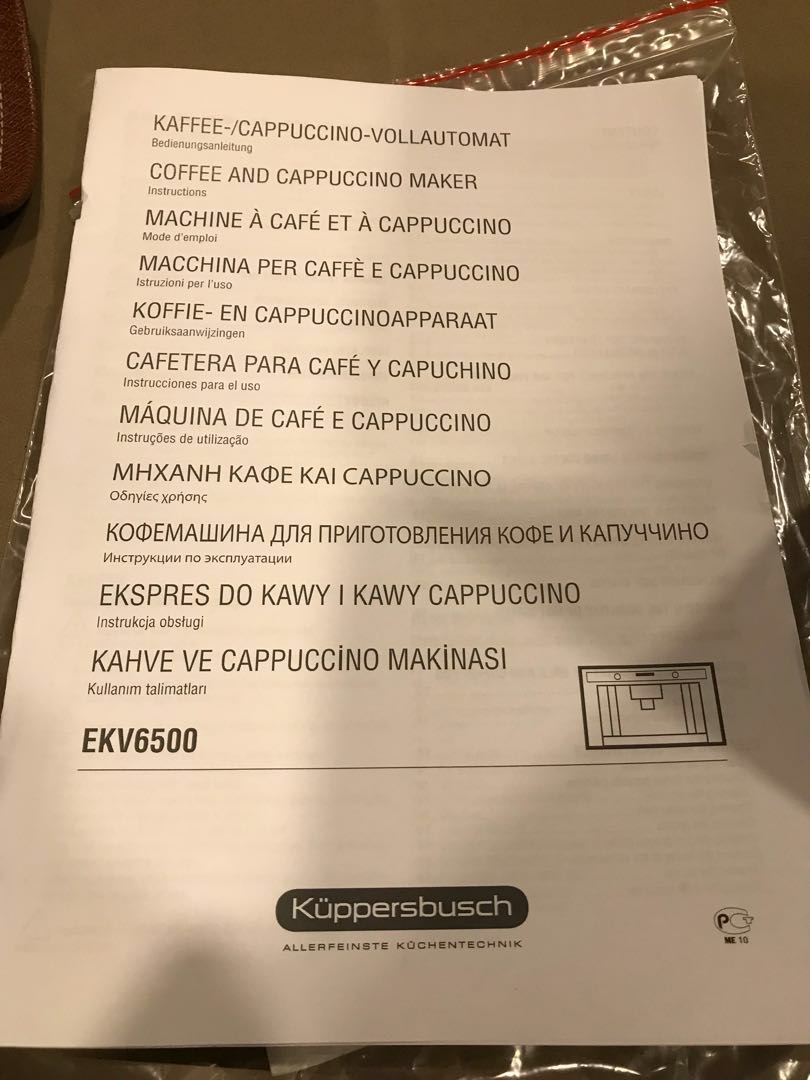 KAFFEE-/CAPPUCCINO-VOLLAUTOMAT
Bedienungsanleitung
COFFEE AND CAPPUCCINO MAKER
Instructions
MACHINE À CAFÉ ET À CAPPUCCINO
Mode d'emploi
MACCHINA PER CAFFÈ E CAPPUCCINO
Istruzioni per l'uso
KOFFIE- EN CAPPUCCINOAPPARAAT
Gebruiksaanwijzingen
CAFETERA PARA CAFÉ Y CAPUCHINO
Instrucciones para el uso
MÁQUINA DE CAFÉ E CAPPUCCINO
Instruções de utilização
ΜΗΧΑΝΗ ΚΑΦΕ ΚΑΙ CAPPUCCINO
Οδηγίες χρήσης
КОФЕМАШИНА ДЛЯ ПРИГОТОВЛЕНИЯ КОФЕ И КАПУЧЧИНО
Инструкции по эксплуатации
EKSPRES DO KAWY I KAWY CAPPUCCINO
Instrukcja obsługi
KAHVE VE CAPPUCCİNO MAKİNASI
Kullanım talimatları
EKV6500
Küppersbusch
ALLERFEINSTE KÜCHENTECHNIK
ME 10